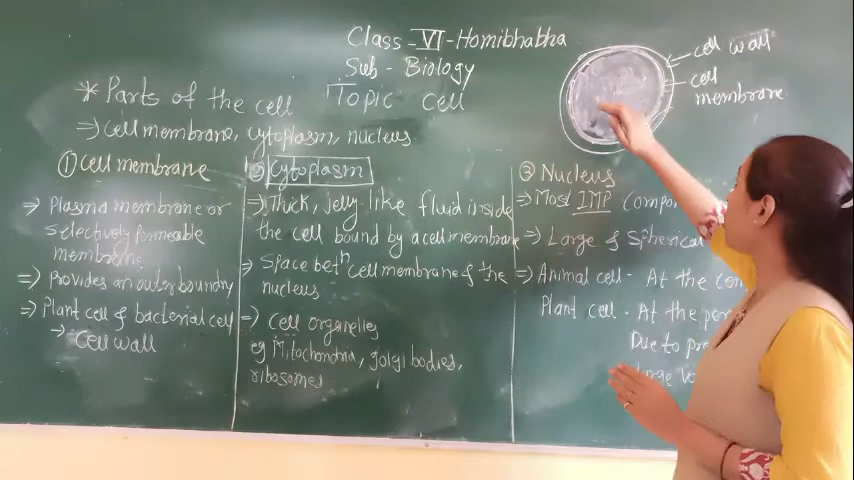 Class - VI - Homibhabha
Sub - Biology
Topic Cell
* Parts of the cell
⇒ Cell membrane, cytoplasm, nucleus
① Cell membrane
⇒ Plasma membrane or
selectively permeable
membrane
⇒ Provides an outer boundry
⇒ Plant cell & bacterial cell
→ Cell wall
② Cytoplasm
⇒ Thick, jelly-like fluid inside
the cell bound by a cell membrane
⇒ Space betn cell membrane & the
nucleus
⇒ Cell organelles
eg Mitochondria, golgi bodies,
ribosomes
③ Nucleus
⇒ Most IMP
⇒ Large & Spherical
⇒ Animal cell - At the
Plant cell - At the
Due to
cell wall
cell
membrane